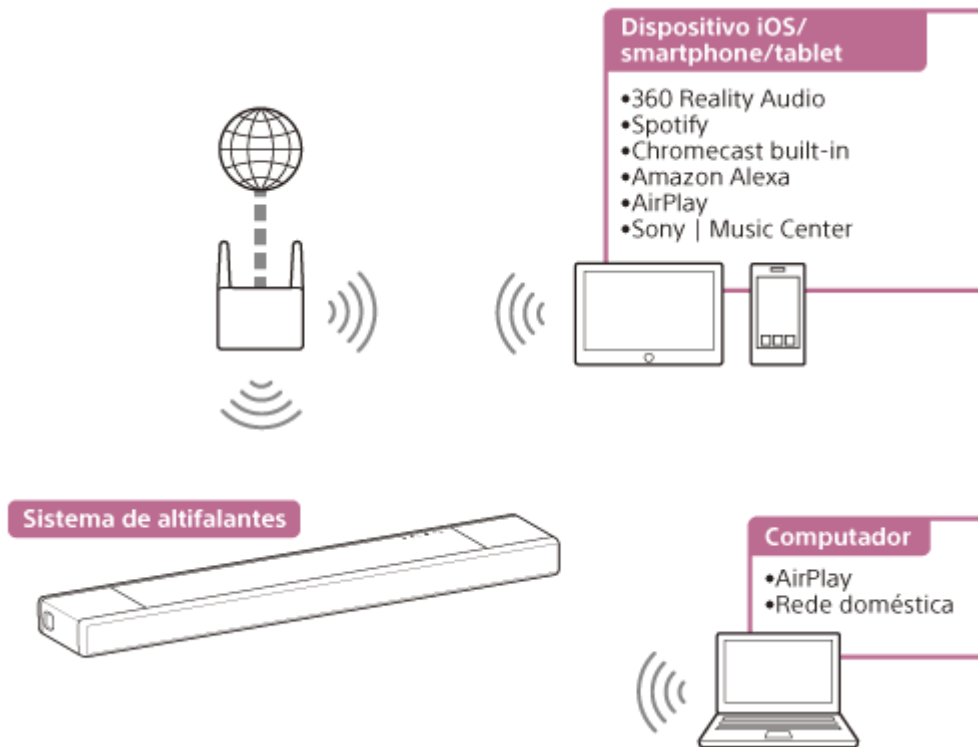 Dispositivo iOS/
smartphone/tablet
•360 Reality Audio
•Spotify
•Chromecast built-in
•Amazon Alexa
•AirPlay
•Sony | Music Center
Sistema de altifalantes
Computador
•AirPlay
•Rede doméstica